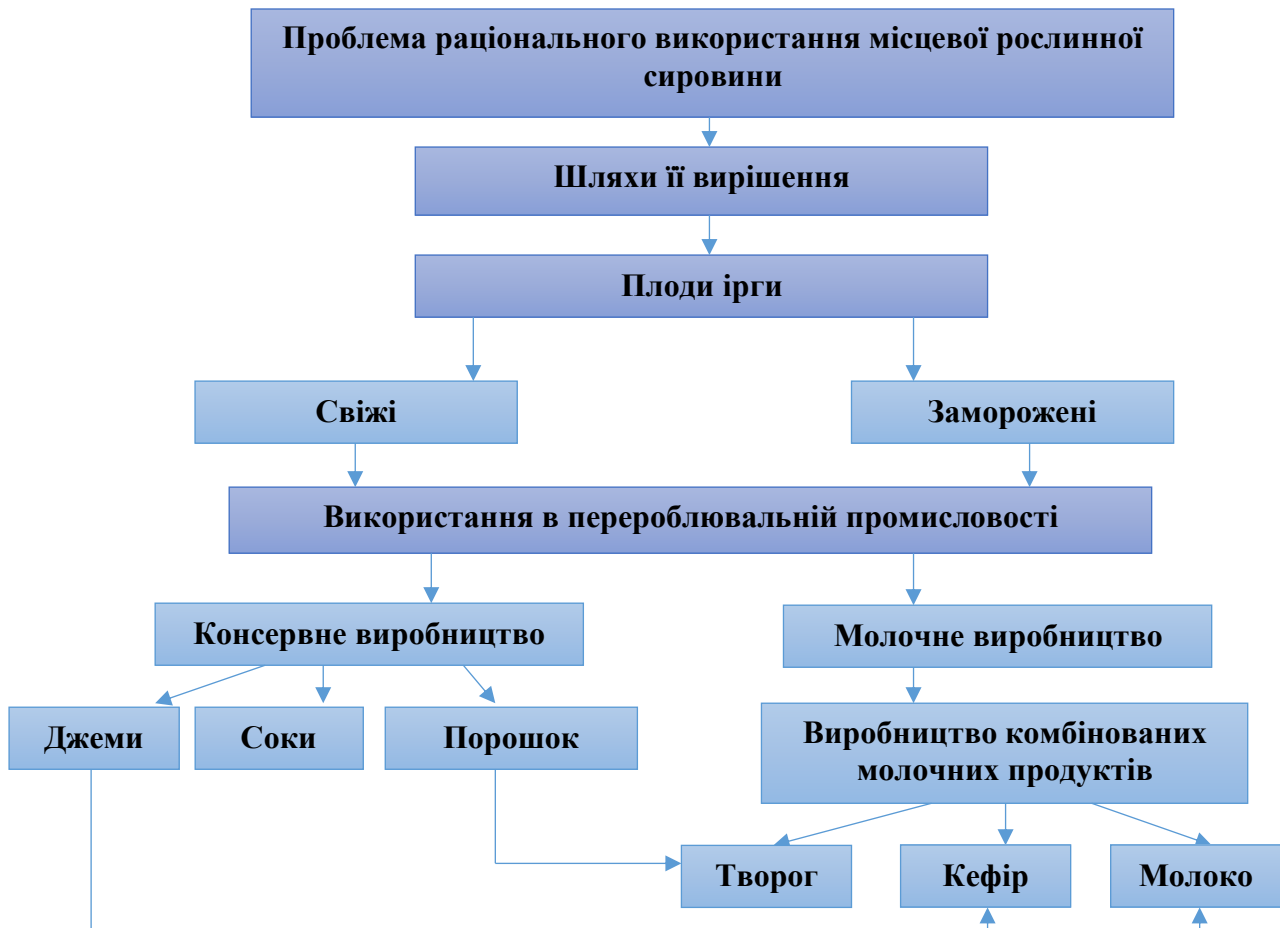 Проблема раціонального використання місцевої рослинної
сировини
Шляхи її вирішення
Плоди ірги
Свіжі
Заморожені
Використання в перероблювальній промисловості
Консервне виробництво
Молочне виробництво
Джеми
Соки
Порошок
Виробництво комбінованих
молочних продуктів
Творог
Кефір
Молоко